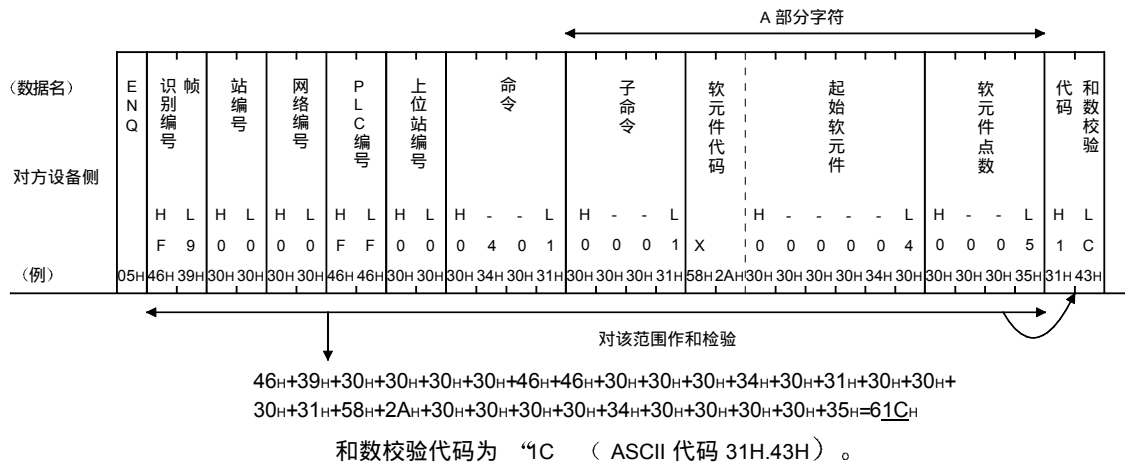 A 部分字符
（数据名）
ENQ
帧识别编号
站编号
网络编号
PLC编号
上位站编号
命令
子命令
软元件代码
起始软元件
软元件点数
和数校验代码
对方设备侧
H L H L H L H L H L H - - L H - - L H - - - - L H - - L H L
F 9 0 0 0 0 F F 0 0 0 4 0 1 0 0 0 1 X 0 0 0 0 0 4 0 0 0 5 1 C
（例） 05H 46H 39H 30H 30H 30H 30H 46H 46H 30H 30H 30H 34H 30H 31H 30H 30H 30H 31H 58H 2AH 30H 30H 30H 30H 34H 30H 30H 30H 30H 35H 31H 43H
对该范围作和检验
46H+39H+30H+30H+30H+30H+46H+46H+30H+30H+30H+34H+30H+31H+30H+30H+
30H+31H+58H+2AH+30H+30H+30H+30H+34H+30H+30H+30H+30H+35H=61CH
和数校验代码为 “1C （ ASCII 代码 31H.43H）。